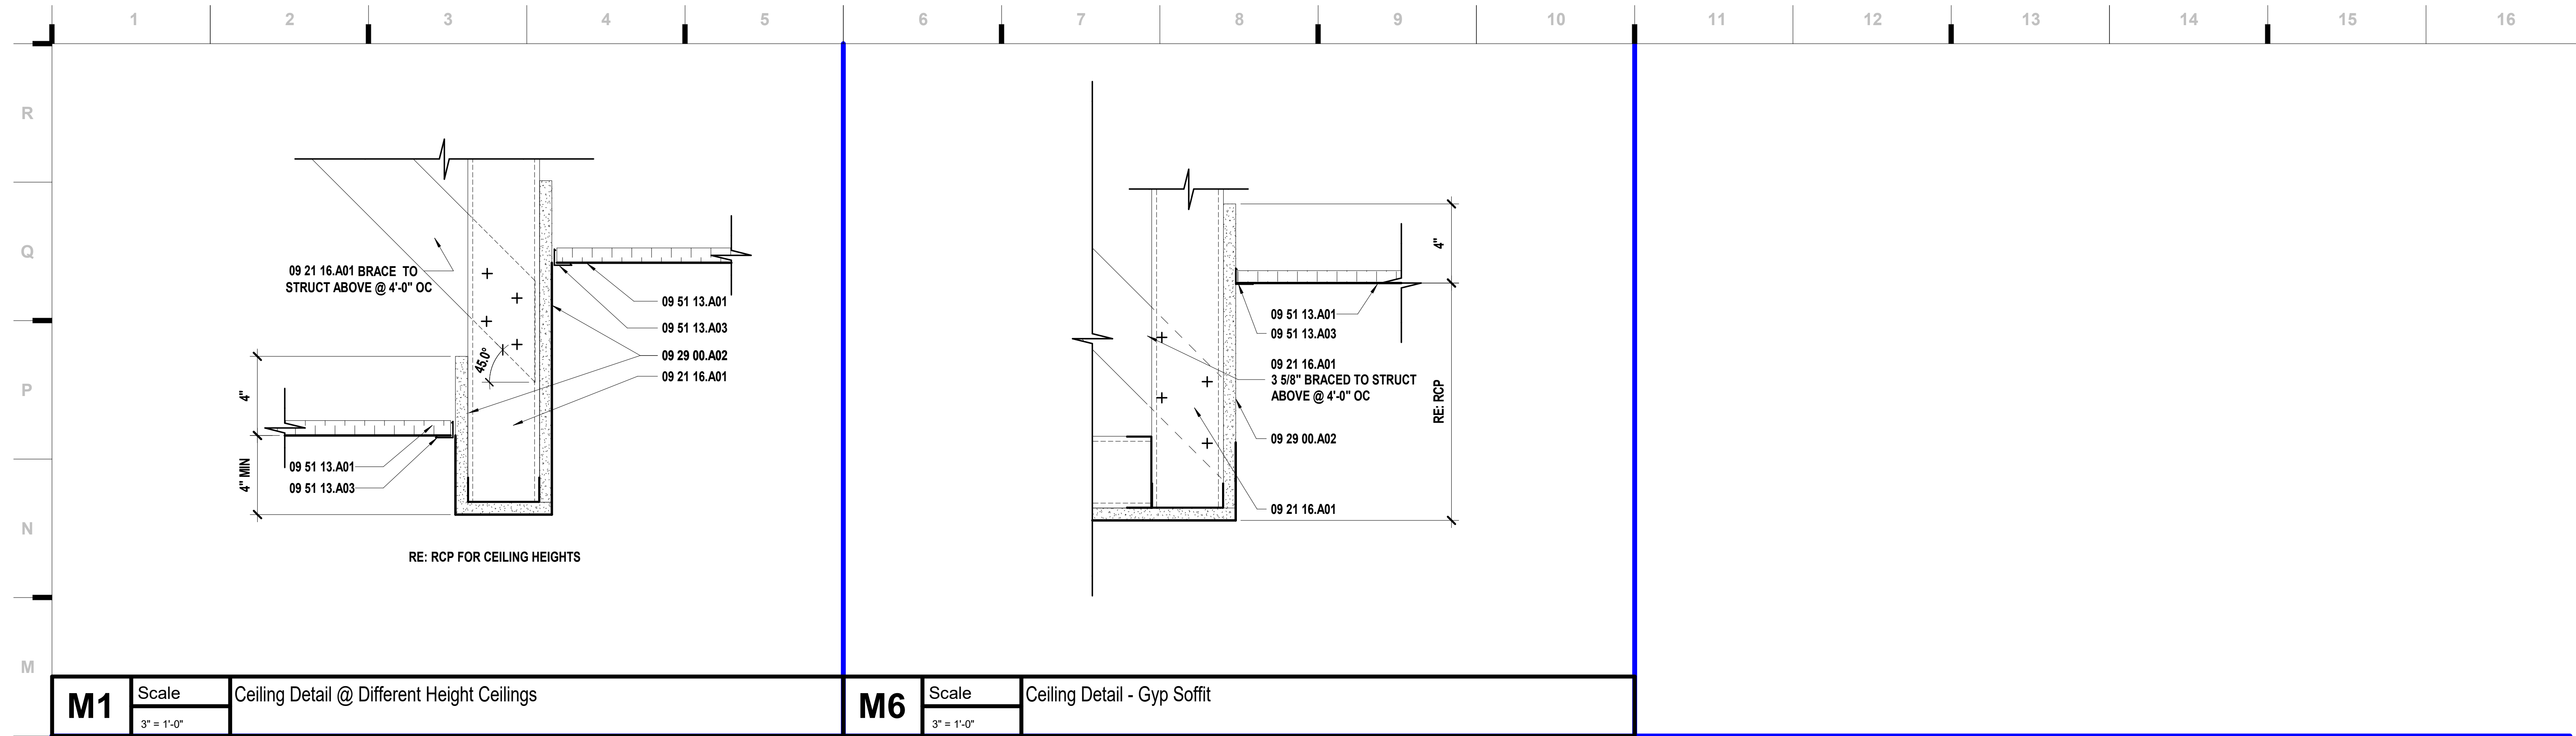 1 2 3 4 5 6 7 8 9 10 11 12 13 14 15 16
R
Q
P
N
M
09 21 16.A01 BRACE TO
STRUCT ABOVE @ 4'-0" OC
09 51 13.A01
09 51 13.A03
09 29 00.A02
09 21 16.A01
45.0°
4"
4" MIN
09 51 13.A01
09 51 13.A03
RE: RCP FOR CEILING HEIGHTS
4"
RE: RCP
09 51 13.A01
09 51 13.A03
09 21 16.A01
3 5/8" BRACED TO STRUCT
ABOVE @ 4'-0" OC
09 29 00.A02
09 21 16.A01
M1
Scale
3" = 1'-0"
Ceiling Detail @ Different Height Ceilings
M6
Scale
3" = 1'-0"
Ceiling Detail - Gyp Soffit